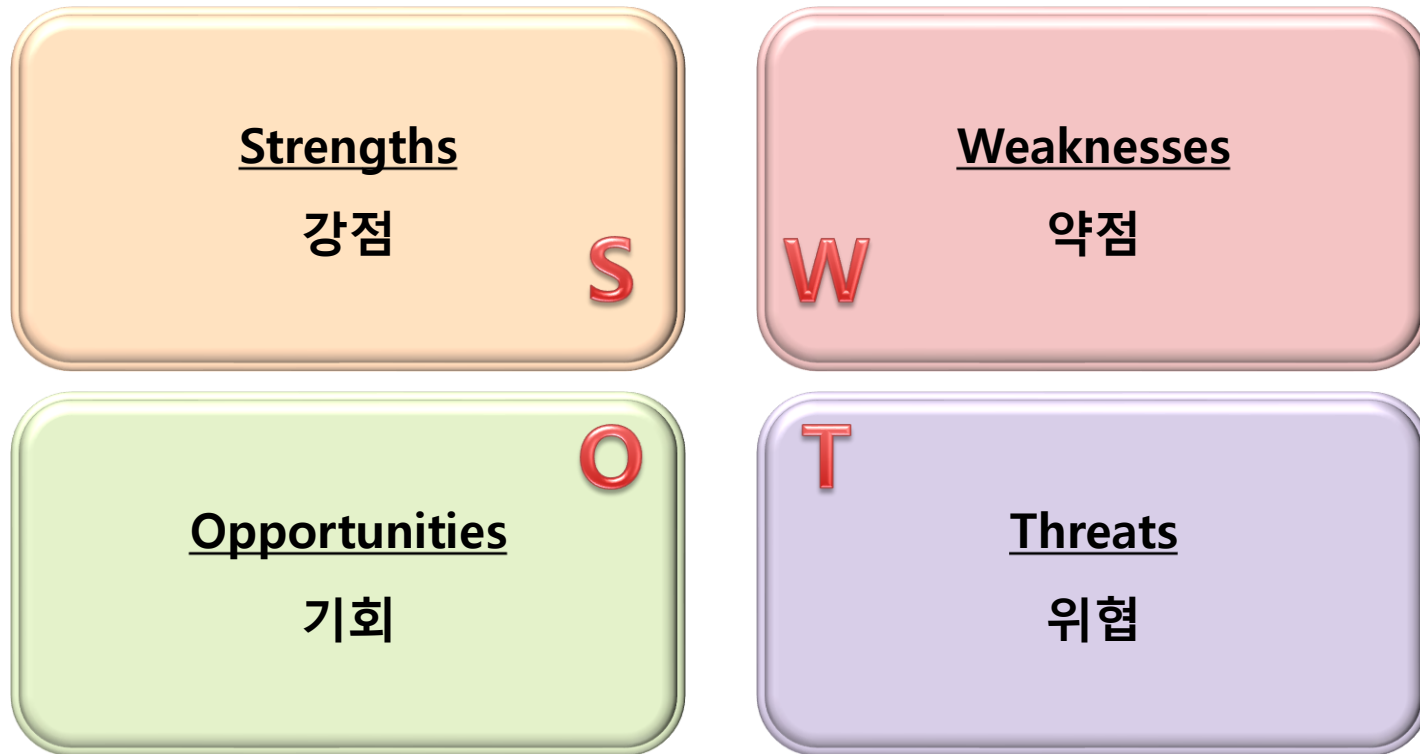 Strengths
강점
S
Weaknesses
약점
W
O
Opportunities
기회
T
Threats
위협